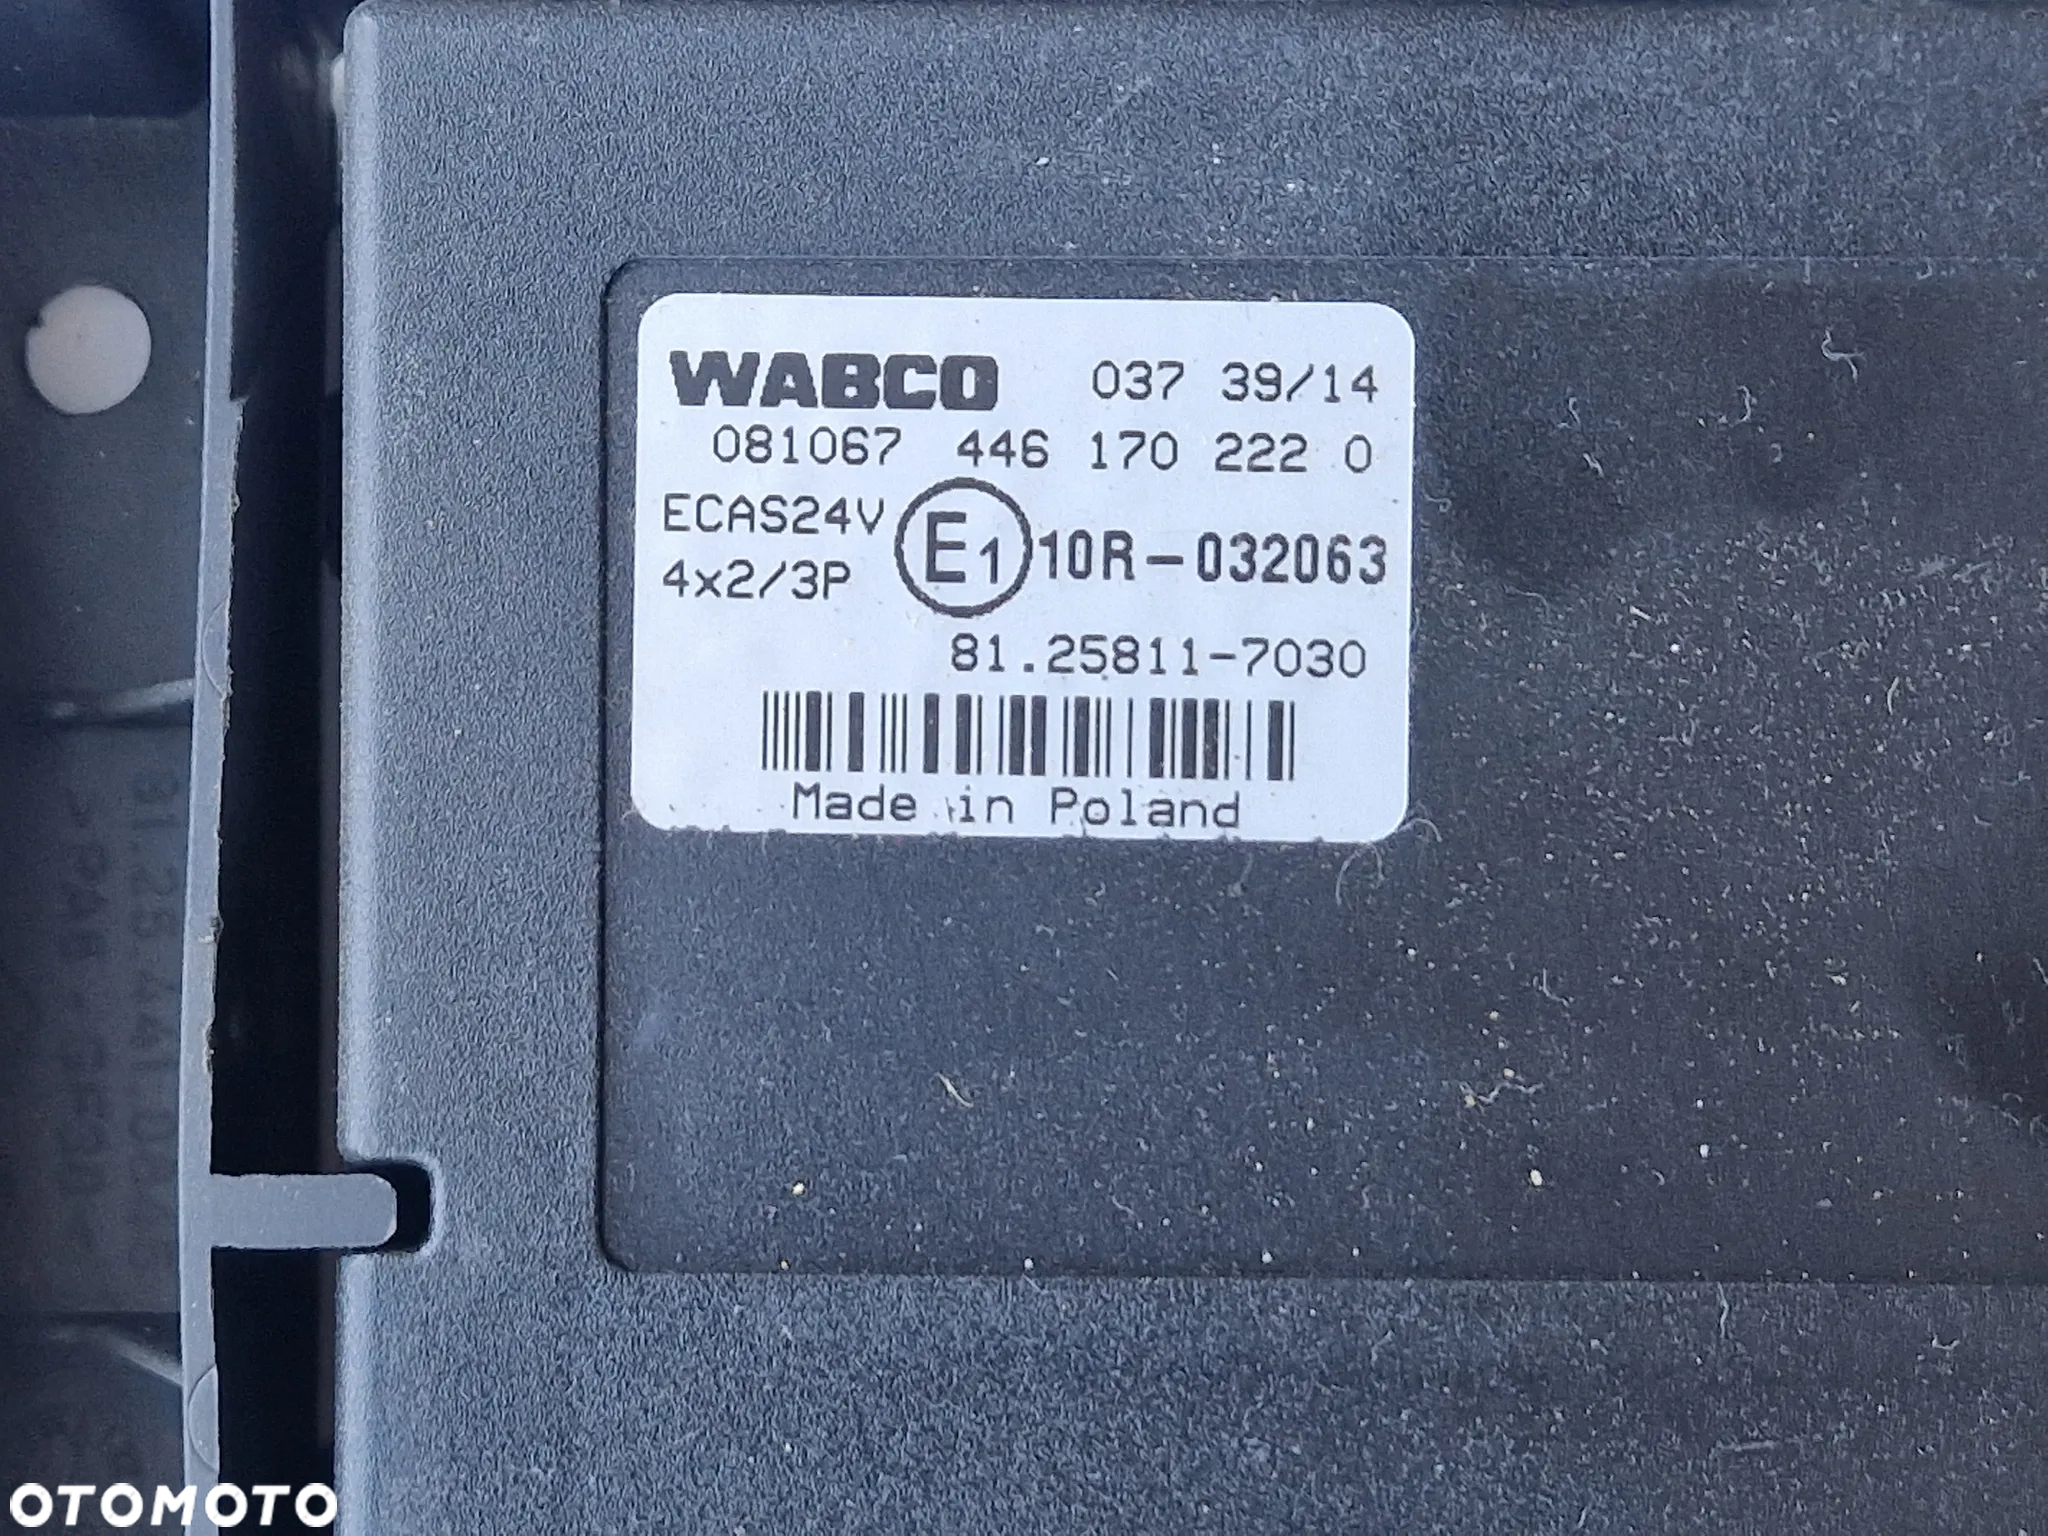 WABCO 037 39/14
081067 446 170 222 0
ECAS24V
4x2/3P
E1 10R-032063
81.25811-7030
Made in Poland
OTOMOTO